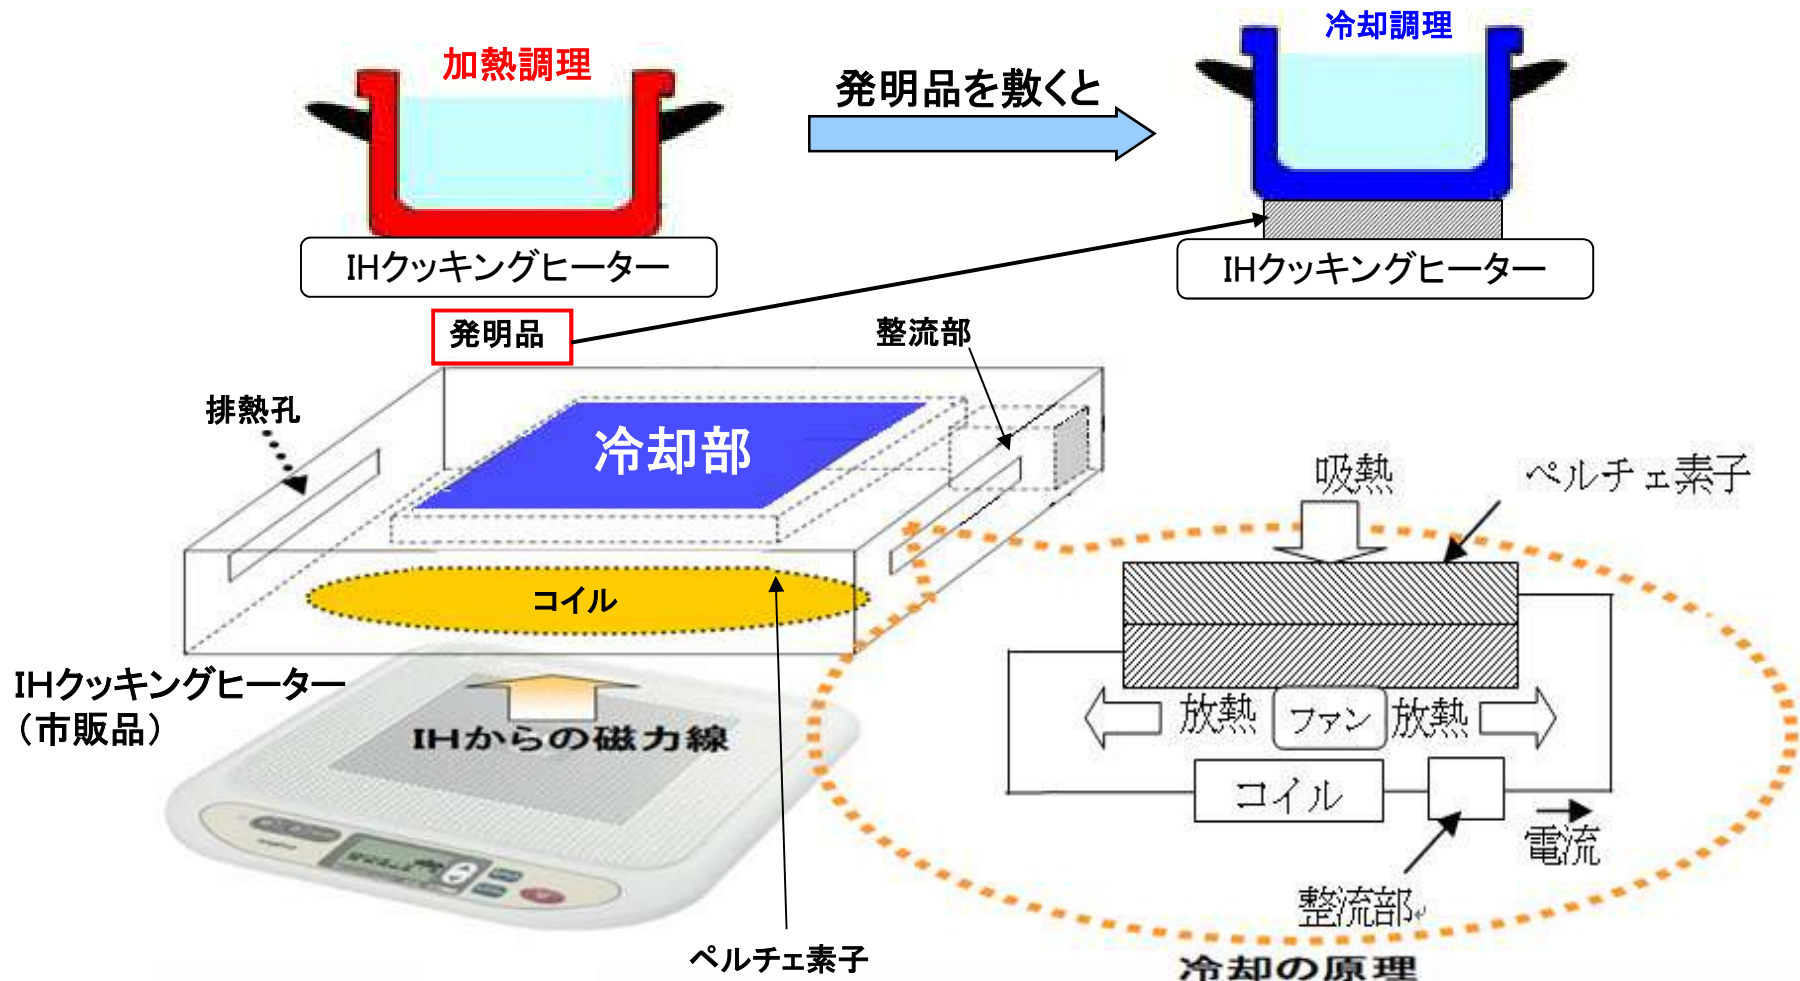 加熱調理
発明品を敷くと
冷却調理
IHクッキングヒーター
IHクッキングヒーター
発明品
整流部
排熱孔
冷却部
コイル
吸熱
ペルチェ素子
IHクッキングヒーター
（市販品）
IHからの磁力線
放熱
ファン
放熱
コイル
電流
整流部
ペルチェ素子
冷却の原理